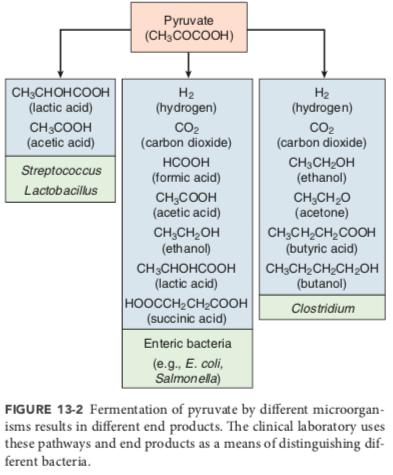 Pyruvate
(CH₃COCOOH)
CH₃CHOHCOOH
(lactic acid)
CH₃COOH
(acetic acid)
Streptococcus
Lactobacillus
H₂
(hydrogen)
CO₂
(carbon dioxide)
HCOOH
(formic acid)
CH₃COOH
(acetic acid)
CH₃CH₂OH
(ethanol)
CH₃CHOHCOOH
(lactic acid)
HOOCCH₂CH₂COOH
(succinic acid)
Enteric bacteria
(e.g., E. coli,
Salmonella)
H₂
(hydrogen)
CO₂
(carbon dioxide)
CH₃CH₂OH
(ethanol)
CH₃CH₂O
(acetone)
CH₃CH₂CH₂COOH
(butyric acid)
CH₃CH₂CH₂CH₂OH
(butanol)
Clostridium
FIGURE 13-2 Fermentation of pyruvate by different microorgan-
isms results in different end products. The clinical laboratory uses
these pathways and end products as a means of distinguishing dif-
ferent bacteria.